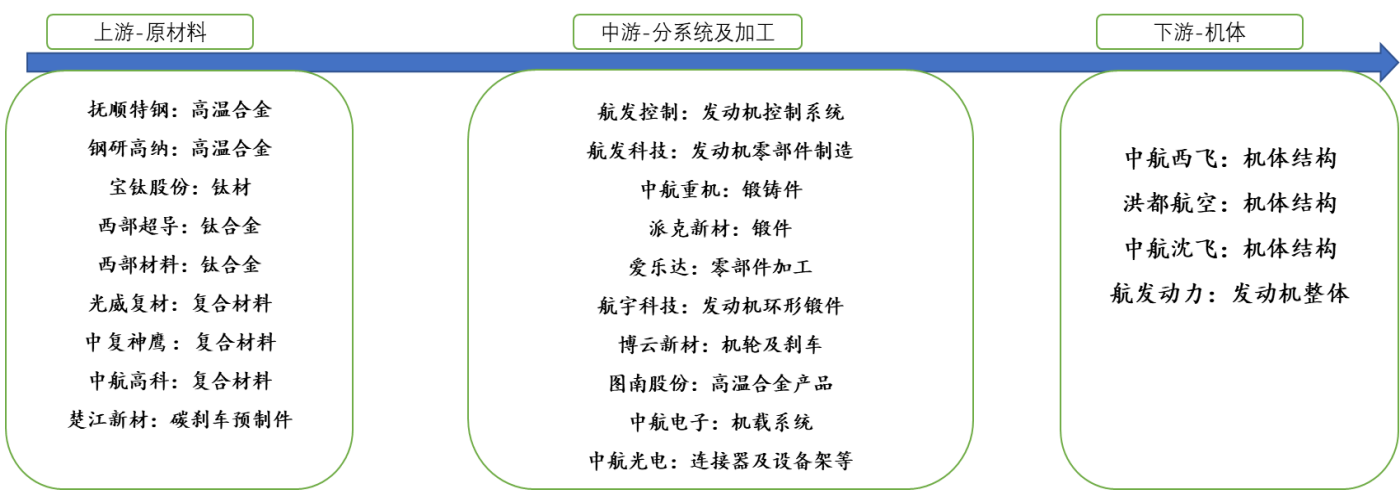 上游-原材料
抚顺特钢：高温合金
钢研高纳：高温合金
宝钛股份：钛材
西部超导：钛合金
西部材料：钛合金
光威复材：复合材料
中复神鹰：复合材料
中航高科：复合材料
楚江新材：碳刹车预制件
中游-分系统及加工
航发控制：发动机控制系统
航发科技：发动机零部件制造
中航重机：锻铸件
派克新材：锻件
爱乐达：零部件加工
航宇科技：发动机环形锻件
博云新材：机轮及刹车
图南股份：高温合金产品
中航电子：机载系统
中航光电：连接器及设备架等
下游-机体
中航西飞：机体结构
洪都航空：机体结构
中航沈飞：机体结构
航发动力：发动机整体